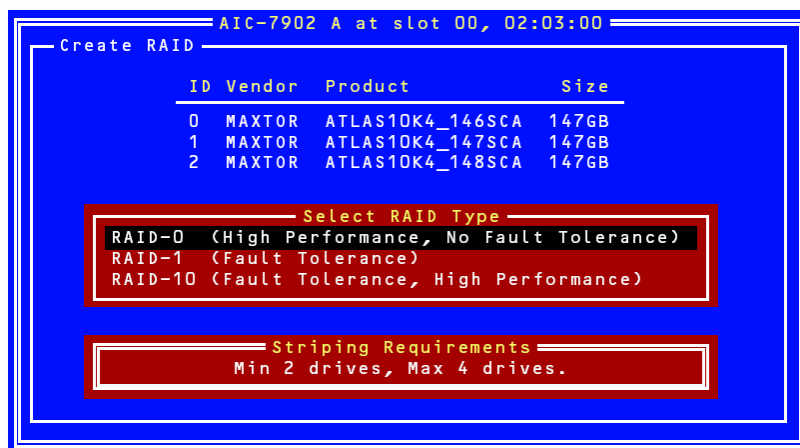 AIC-7902 A at slot 00, 02:03:00
Create RAID
ID Vendor Product Size
0 MAXTOR ATLAS10K4_146SCA 147GB
1 MAXTOR ATLAS10K4_147SCA 147GB
2 MAXTOR ATLAS10K4_148SCA 147GB
Select RAID Type
RAID-0 (High Performance, No Fault Tolerance)
RAID-1 (Fault Tolerance)
RAID-10 (Fault Tolerance, High Performance)
Striping Requirements
Min 2 drives, Max 4 drives.